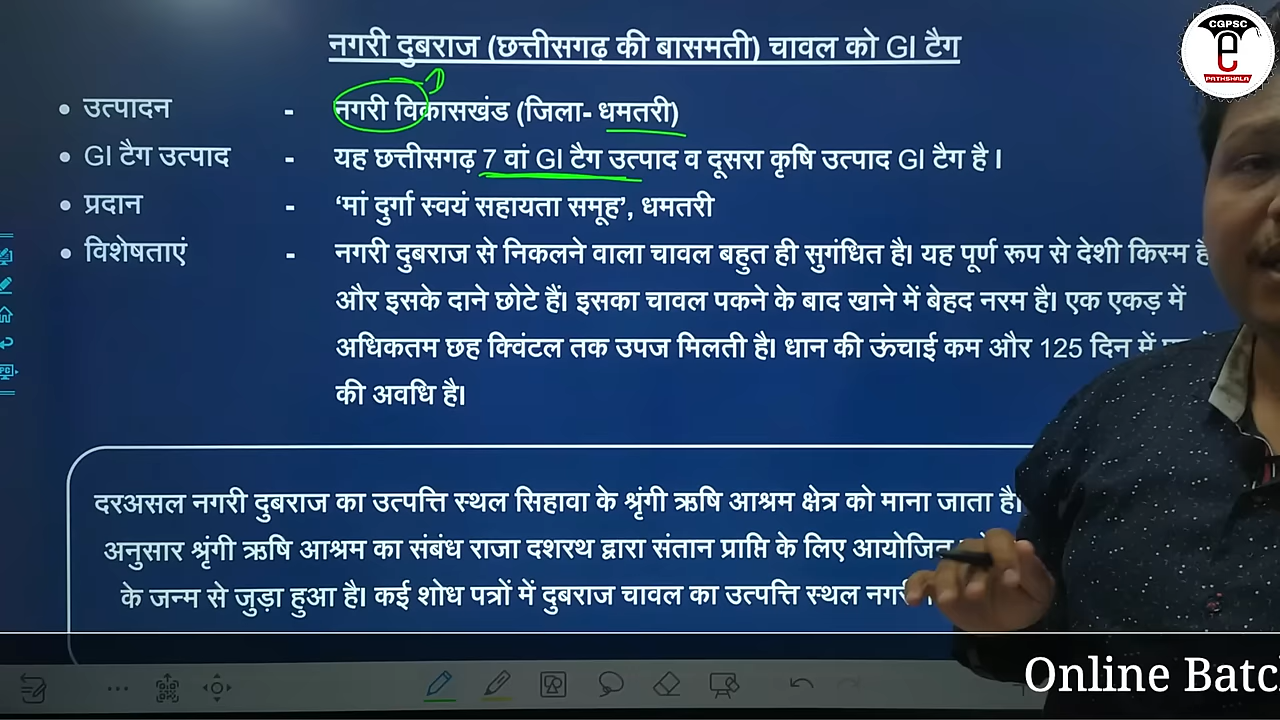 CGPSC
e
PATHSHALA
नगरी दुबराज (छत्तीसगढ़ की बासमती) चावल को GI टैग
• उत्पादन - नगरी विकासखंड (जिला- धमतरी)
• GI टैग उत्पाद - यह छत्तीसगढ़ 7 वां GI टैग उत्पाद व दूसरा कृषि उत्पाद GI टैग है ।
• प्रदान - ‘मां दुर्गा स्वयं सहायता समूह’, धमतरी
• विशेषताएं - नगरी दुबराज से निकलने वाला चावल बहुत ही सुगंधित है। यह पूर्ण रूप से देशी किस्म है
और इसके दाने छोटे हैं। इसका चावल पकने के बाद खाने में बेहद नरम है। एक एकड़ में
अधिकतम छह क्विंटल तक उपज मिलती है। धान की ऊंचाई कम और 125 दिन में
की अवधि है।
दरअसल नगरी दुबराज का उत्पत्ति स्थल सिहावा के श्रृंगी ऋषि आश्रम क्षेत्र को माना जाता है।
अनुसार श्रृंगी ऋषि आश्रम का संबंध राजा दशरथ द्वारा संतान प्राप्ति के लिए आयोजित
के जन्म से जुड़ा हुआ है। कई शोध पत्रों में दुबराज चावल का उत्पत्ति स्थल नगरी
Online Batch